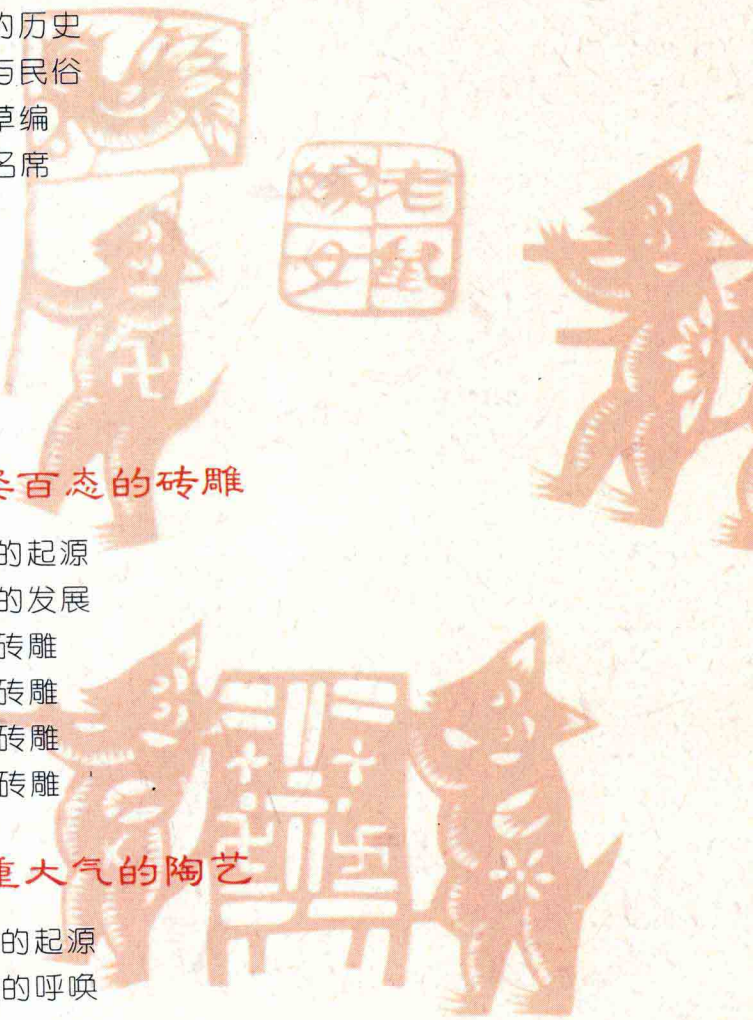 的历史
与民俗
草编
名席
老鼠
嫁女
百态的砖雕
的起源
的发展
砖雕
砖雕
砖雕
砖雕
重大气的陶艺
的起源
的呼唤